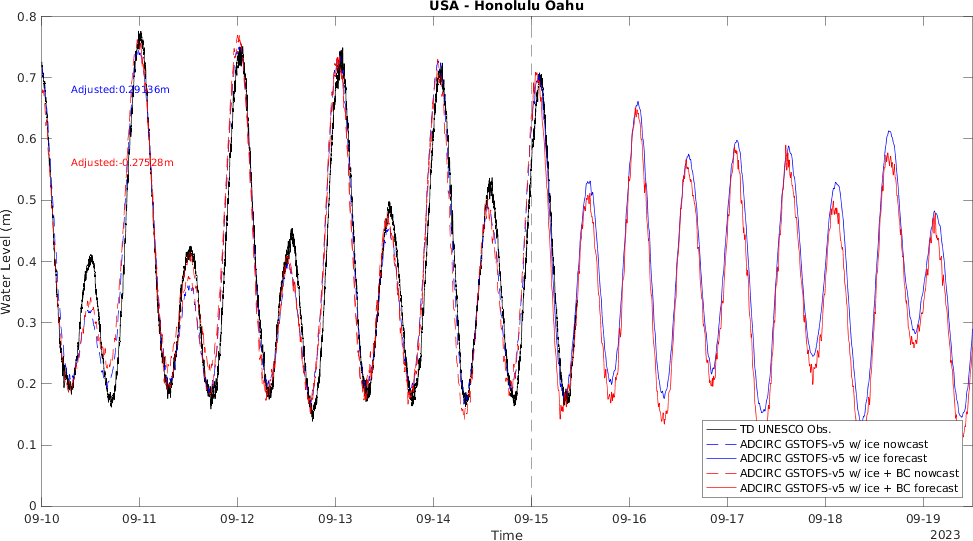 USA - Honolulu Oahu
0.8
0.7
0.6
0.5
0.4
0.3
0.2
0.1
0
Water Level (m)
Adjusted:0.29136m
Adjusted:-0.27528m
TD UNESCO Obs.
ADCIRC GSTOFS-v5 w/ ice nowcast
ADCIRC GSTOFS-v5 w/ ice forecast
ADCIRC GSTOFS-v5 w/ ice + BC nowcast
ADCIRC GSTOFS-v5 w/ ice + BC forecast
09-10 09-11 09-12 09-13 09-14 09-15 09-16 09-17 09-18 09-19
Time
2023